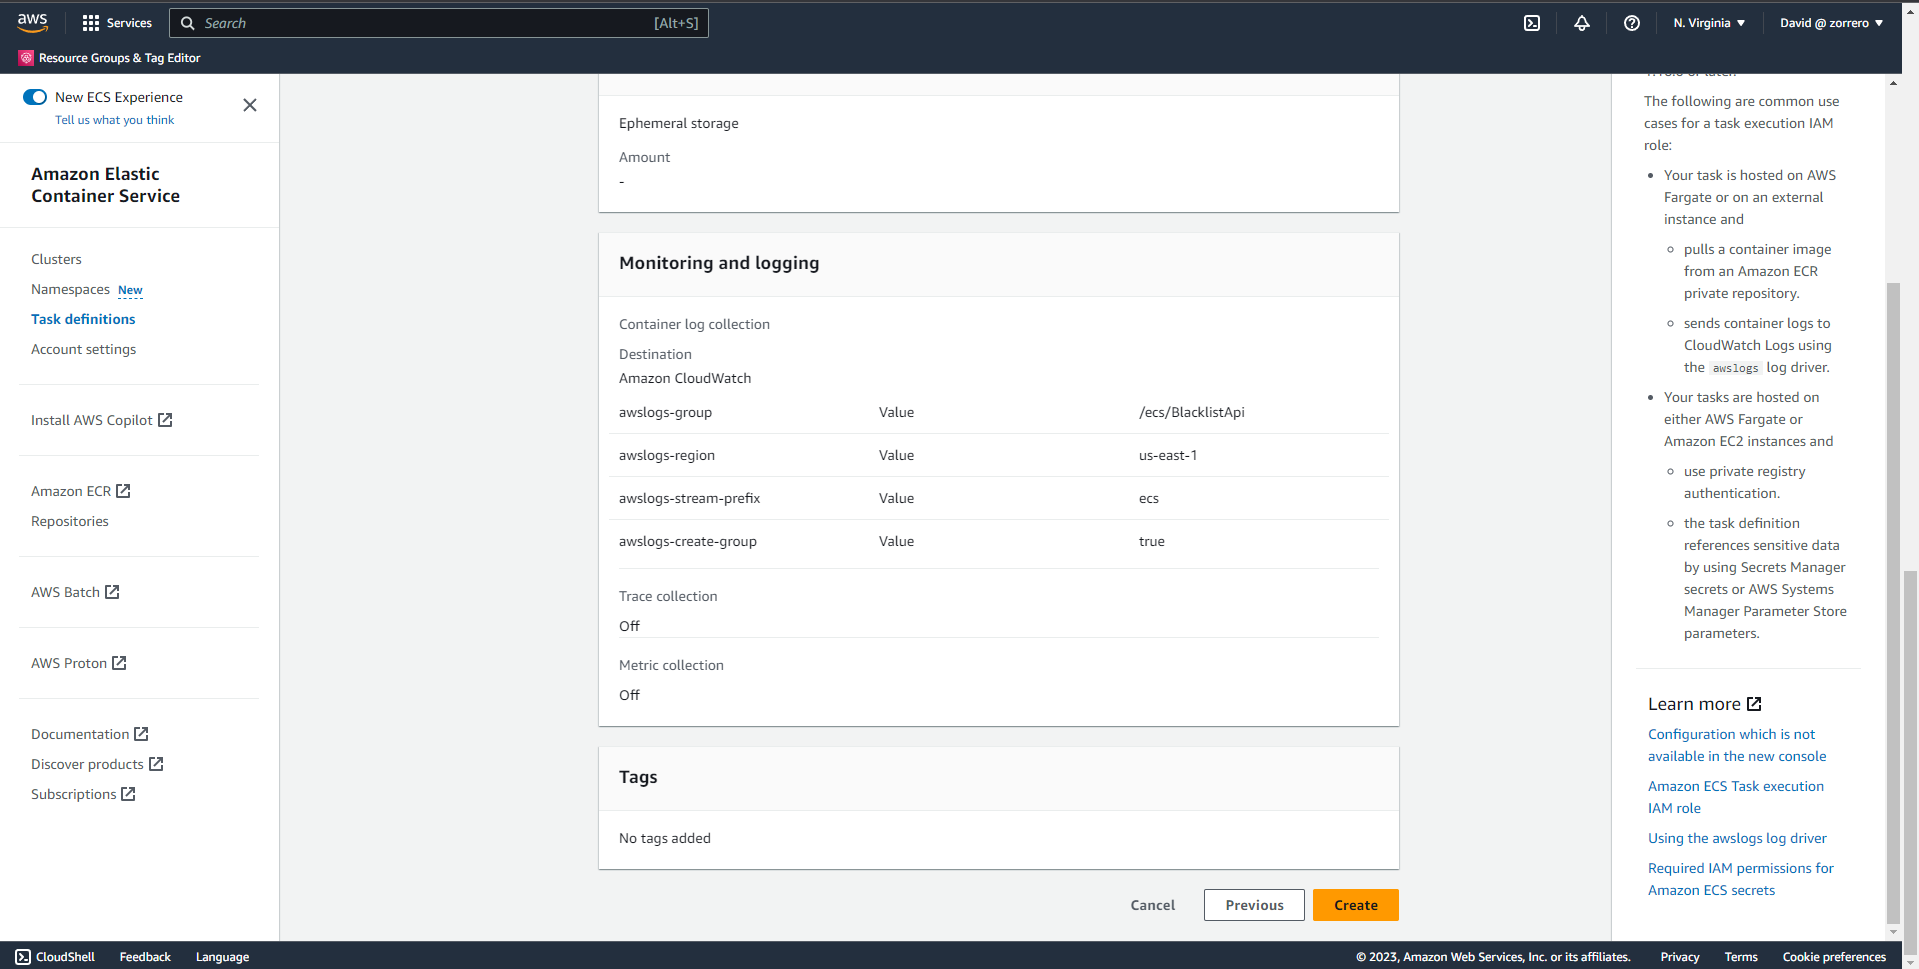 aws
Services
Search
[Alt+S]
N. Virginia
David @ zorrero
Resource Groups & Tag Editor
New ECS Experience
Tell us what you think
Amazon Elastic
Container Service
Clusters
Namespaces New
Task definitions
Account settings
Install AWS Copilot
Amazon ECR
Repositories
AWS Batch
AWS Proton
Documentation
Discover products
Subscriptions
Ephemeral storage
Amount
-
Monitoring and logging
Container log collection
Destination
Amazon CloudWatch
awslogs-group Value /ecs/BlacklistApi
awslogs-region Value us-east-1
awslogs-stream-prefix Value ecs
awslogs-create-group Value true
Trace collection
Off
Metric collection
Off
Tags
No tags added
Cancel
Previous
Create
The following are common use
cases for a task execution IAM
role:
• Your task is hosted on AWS
Fargate or on an external
instance and
◦ pulls a container image
from an Amazon ECR
private repository.
◦ sends container logs to
CloudWatch Logs using
the awslogs log driver.
• Your tasks are hosted on
either AWS Fargate or
Amazon EC2 instances and
◦ use private registry
authentication.
◦ the task definition
references sensitive data
by using Secrets Manager
secrets or AWS Systems
Manager Parameter Store
parameters.
Learn more
Configuration which is not
available in the new console
Amazon ECS Task execution
IAM role
Using the awslogs log driver
Required IAM permissions for
Amazon ECS secrets
CloudShell
Feedback
Language
© 2023, Amazon Web Services, Inc. or its affiliates.
Privacy
Terms
Cookie preferences